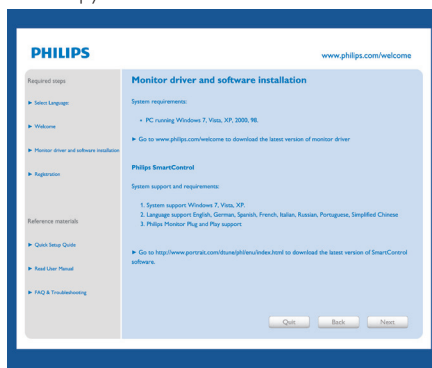 PHILIPS
www.philips.com/welcome
Required steps
Monitor driver and software installation
► Select Language
System requirements:
• PC running Windows 7, Vista, XP, 2000, 98.
► Welcome
► Go to www.philips.com/welcome to download the latest version of monitor driver
► Monitor driver and software installation
Philips SmartControl
► Registration
System support and requirements:
1. System support Windows 7, Vista, XP.
2. Language support English, German, Spanish, French, Italian, Russian, Portuguese, Simplified Chinese
3. Philips Monitor Plug and Play support
Reference materials
► Quick Setup Guide
► Go to http://www.portrait.com/dtune/phl/enu/index.html to download the latest version of SmartControl
software.
► Read User Manual
► FAQ & Troubleshooting
Quit
Back
Next